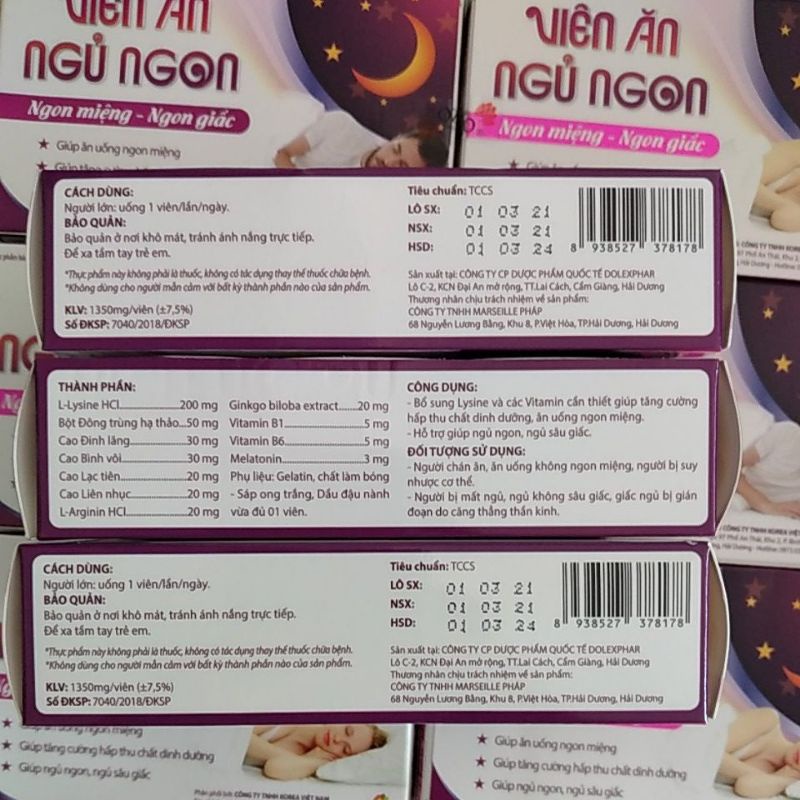 VIÊN ĂN
NGỦ NGON
Ngon miệng - Ngon giấc
Giúp ăn uống ngon miệng
VIÊN ĂN
NGỦ NGON
Ngon miệng - Ngon giấc
CÁCH DÙNG:
Người lớn: uống 1 viên/lần/ngày.
BẢO QUẢN:
Bảo quản ở nơi khô mát, tránh ánh nắng trực tiếp.
Để xa tầm tay trẻ em.
*Thực phẩm này không phải là thuốc, không có tác dụng thay thế thuốc chữa bệnh.
*Không dùng cho người mẫn cảm với bất kỳ thành phần nào của sản phẩm.
KLV: 1350mg/viên (±7,5%)
Số ĐKSP: 7040/2018/ĐKSP
Tiêu chuẩn: TCCS
LÔ SX: 01 03 21
NSX: 01 03 21
HSD: 01 03 24
8 938527 378178
Sản xuất tại: CÔNG TY CP DƯỢC PHẨM QUỐC TẾ DOLEXPHAR
Lô C-2, KCN Đại An mở rộng, TT.Lai Cách, Cẩm Giàng, Hải Dương
Thương nhân chịu trách nhiệm về sản phẩm:
CÔNG TY TNHH MARSEILLE PHÁP
68 Nguyễn Lương Bằng, Khu 8, P.Việt Hòa, TP.Hải Dương, Hải Dương
THÀNH PHẦN:
L-Lysine HCl 200 mg
Bột Đông trùng hạ thảo 50 mg
Cao Đinh lăng 30 mg
Cao Bình vôi 30 mg
Cao Lạc tiên 20 mg
Cao Liên nhục 20 mg
L-Arginin HCl 20 mg
Ginkgo biloba extract 20 mg
Vitamin B1 5 mg
Vitamin B6 5 mg
Melatonin 3 mg
Phụ liệu: Gelatin, chất làm bóng
- Sáp ong trắng, Dầu đậu nành
vừa đủ 01 viên.
CÔNG DỤNG:
- Bổ sung Lysine và các Vitamin cần thiết giúp tăng cường
hấp thu chất dinh dưỡng, ăn uống ngon miệng.
- Hỗ trợ giúp ngủ ngon, ngủ sâu giấc.
ĐỐI TƯỢNG SỬ DỤNG:
- Người chán ăn, ăn uống không ngon miệng, người bị suy
nhược cơ thể.
- Người bị mất ngủ, ngủ không sâu giấc, giấc ngủ bị gián
đoạn do căng thẳng thần kinh.
CÁCH DÙNG:
Người lớn: uống 1 viên/lần/ngày.
BẢO QUẢN:
Bảo quản ở nơi khô mát, tránh ánh nắng trực tiếp.
Để xa tầm tay trẻ em.
*Thực phẩm này không phải là thuốc, không có tác dụng thay thế thuốc chữa bệnh.
*Không dùng cho người mẫn cảm với bất kỳ thành phần nào của sản phẩm.
KLV: 1350mg/viên (±7,5%)
Số ĐKSP: 7040/2018/ĐKSP
Tiêu chuẩn: TCCS
LÔ SX: 01 03 21
NSX: 01 03 21
HSD: 01 03 24
8 938527 378178
Sản xuất tại: CÔNG TY CP DƯỢC PHẨM QUỐC TẾ DOLEXPHAR
Lô C-2, KCN Đại An mở rộng, TT.Lai Cách, Cẩm Giàng, Hải Dương
Thương nhân chịu trách nhiệm về sản phẩm:
CÔNG TY TNHH MARSEILLE PHÁP
68 Nguyễn Lương Bằng, Khu 8, P.Việt Hòa, TP.Hải Dương, Hải Dương
Giúp tăng cường hấp thu chất dinh dưỡng
Giúp ngủ ngon, ngủ sâu giấc
Phân phối bởi: CÔNG TY TNHH KOREA VIỆT NAM
Giúp ăn uống ngon miệng
Giúp tăng cường hấp thu chất dinh dưỡng
Giúp ngủ ngon, ngủ sâu giấc